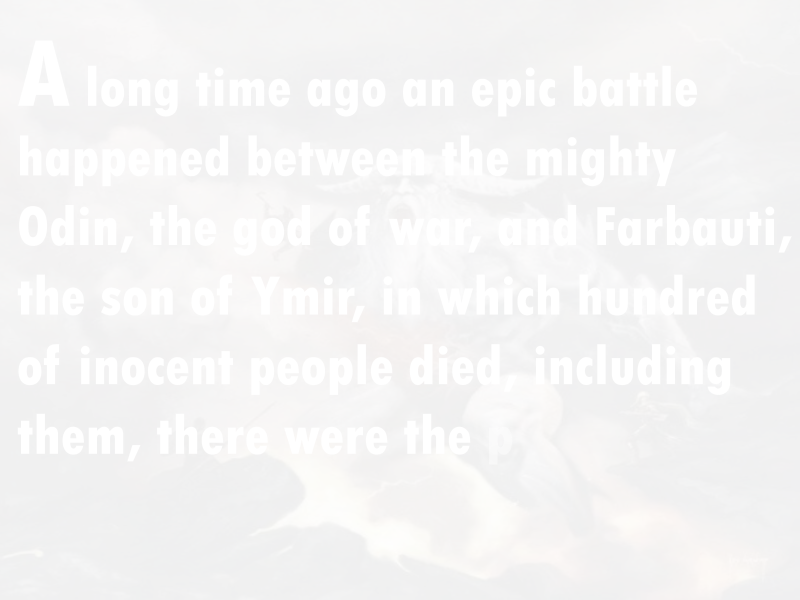 A long time ago an epic battle
happened between the mighty
Odin, the god of war, and Farbauti,
the son of Ymir, in which hundred
of inocent people died, including
them, there were the p